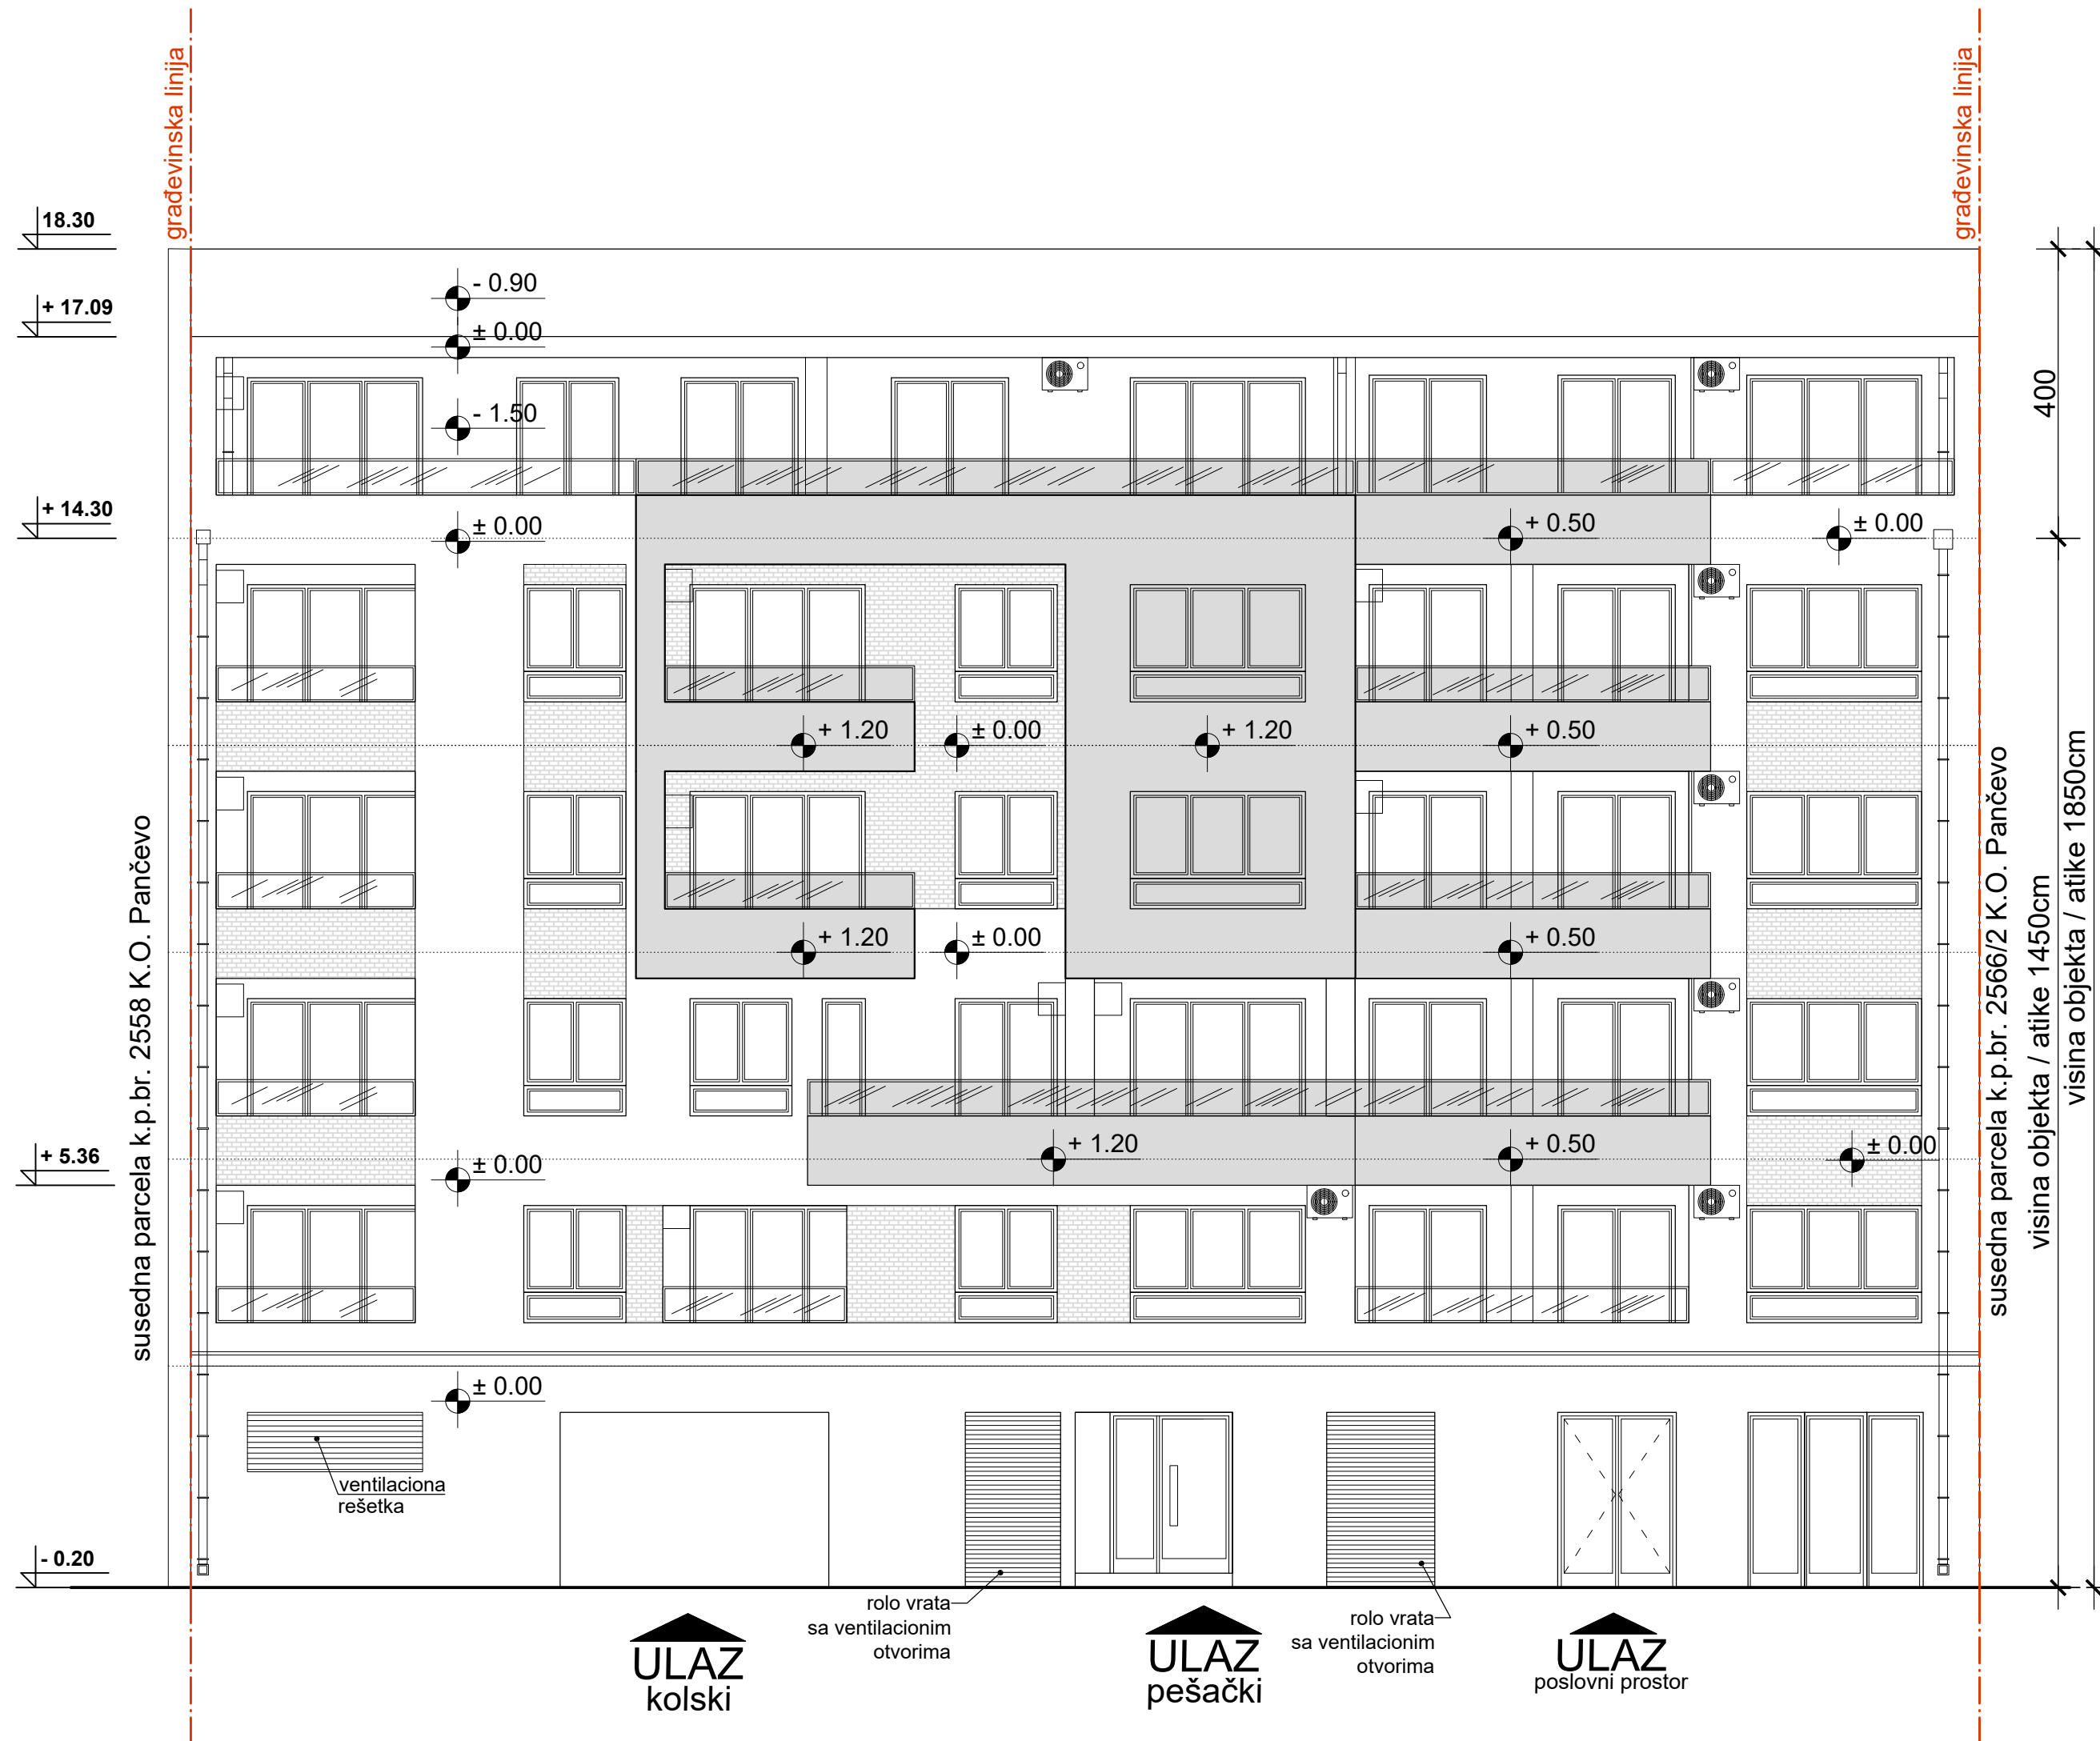 građevinska linija
građevinska linija
18.30
- 0.90
+ 17.09
± 0.00
400
- 1.50
+ 14.30
± 0.00
+ 0.50
± 0.00
+ 1.20
± 0.00
+ 1.20
+ 0.50
susedna parcela k.p.br. 2558 K.O. Pančevo
susedna parcela k.p.br. 2566/2 K.O. Pančevo
visina objekta / atike 1450cm
visina objekta / atike 1850cm
+ 1.20
± 0.00
+ 0.50
+ 5.36
± 0.00
+ 1.20
+ 0.50
± 0.00
± 0.00
ventilaciona
rešetka
- 0.20
rolo vrata
sa ventilacionim
otvorima
rolo vrata
sa ventilacionim
otvorima
ULAZ
kolski
ULAZ
pešački
ULAZ
poslovni prostor